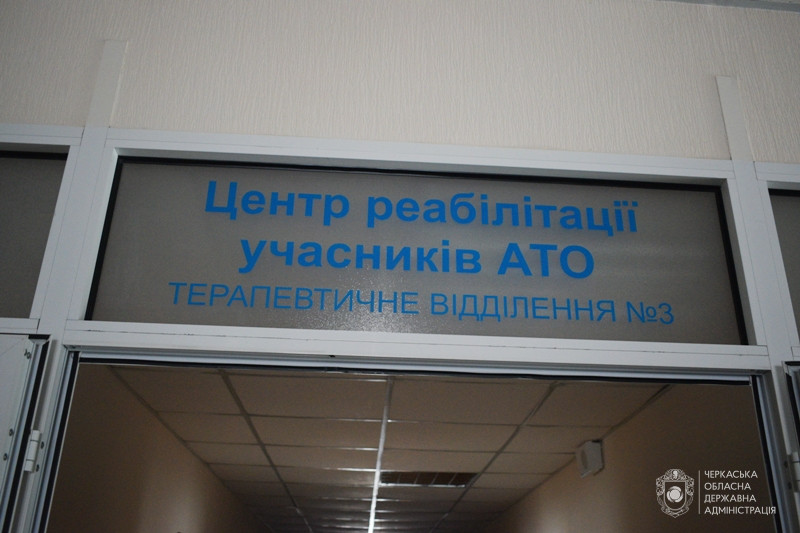 Центр реабілітації
учасників АТО
ТЕРАПЕВТИЧНЕ ВІДДІЛЕННЯ №3
ЧЕРКАСЬКА
ОБЛАСНА
ДЕРЖАВНА
АДМІНІСТРАЦІЯ